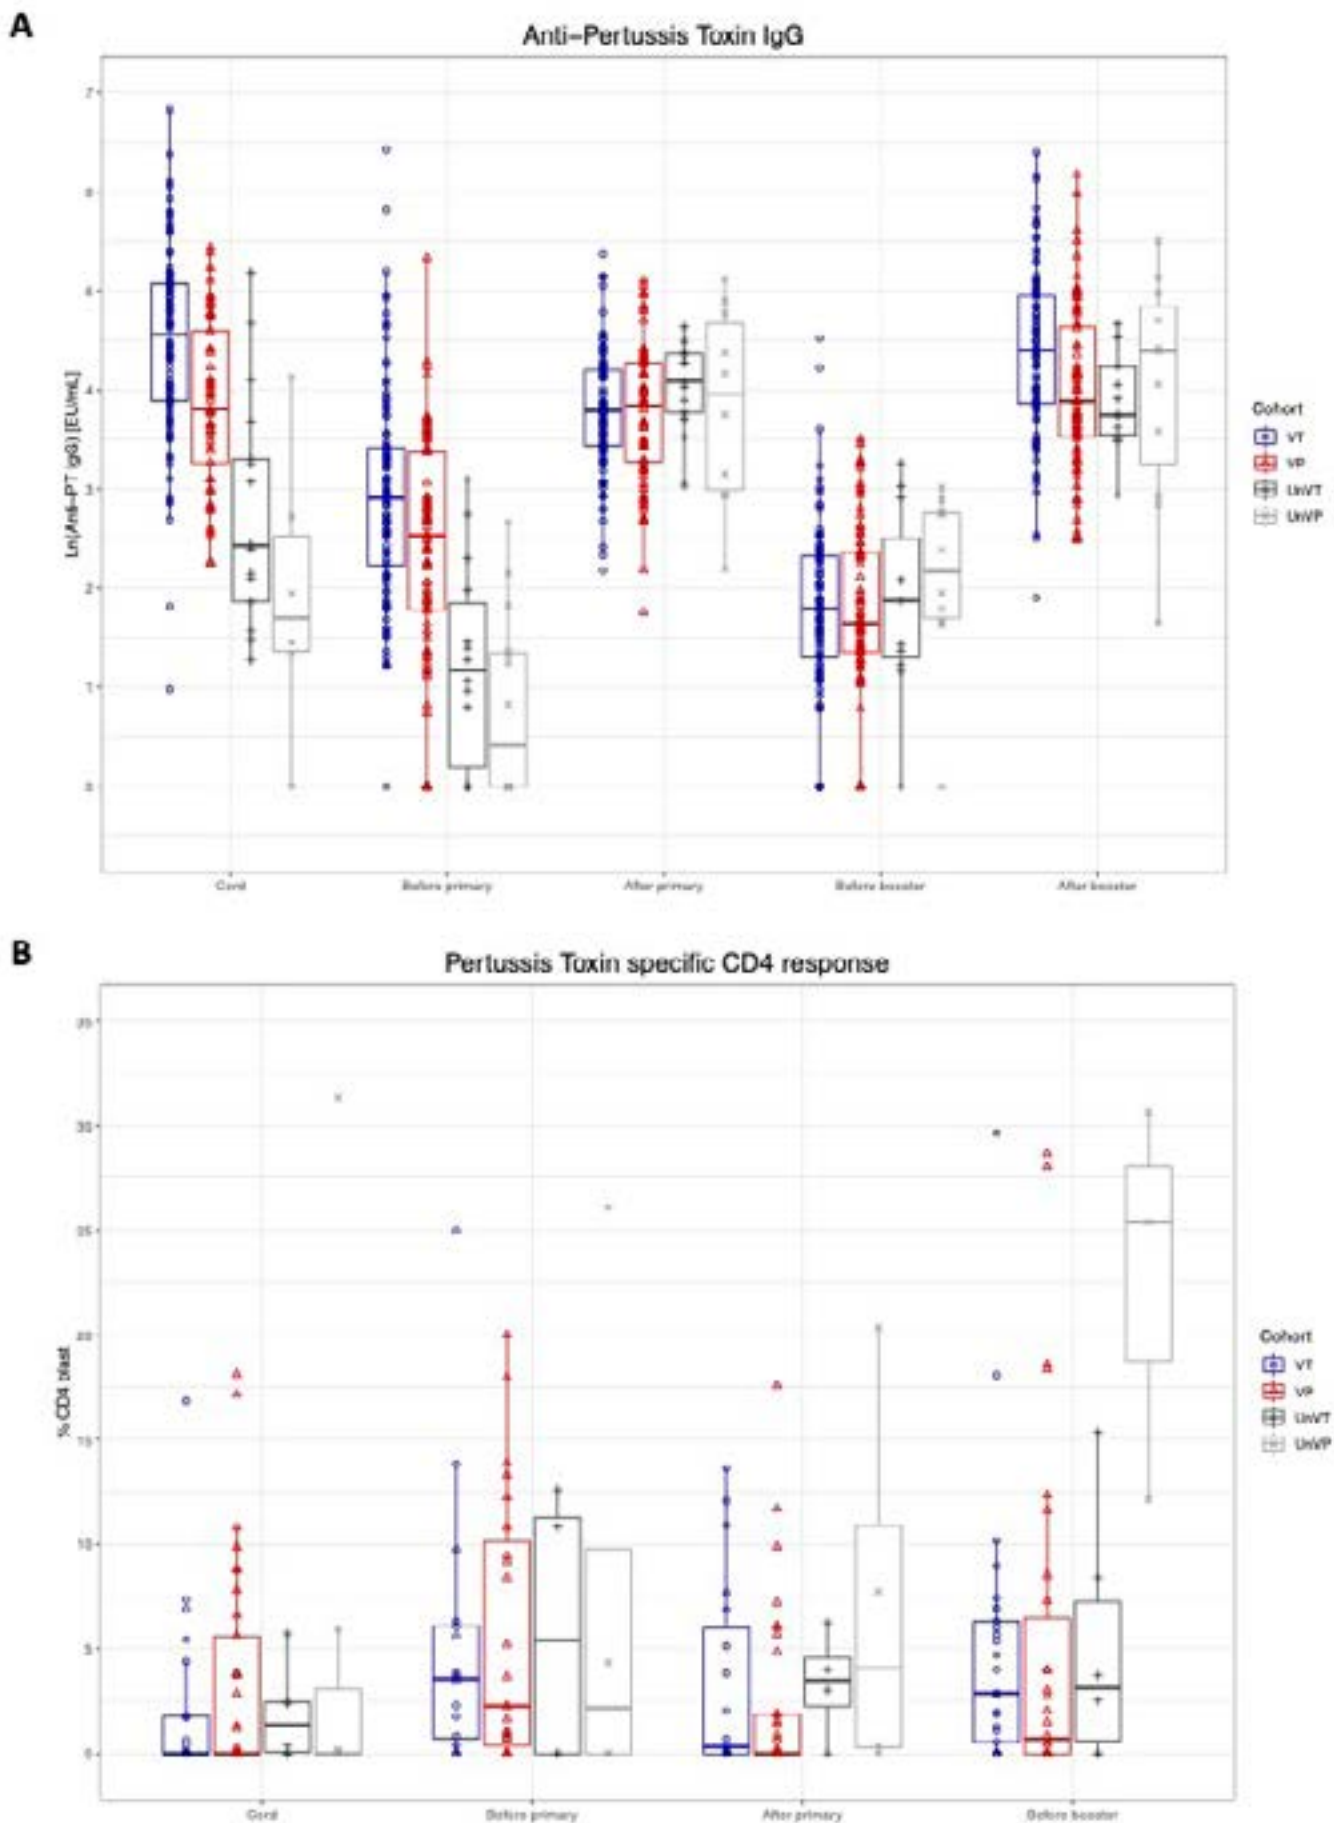 A
Anti-Pertussis Toxin IgG
7
6
5
4
3
2
1
0
Ln(Anti-PT IgG) [EU/mL]
Cord
Before primary
After primary
Before booster
After booster
Cohort
VT
VP
UnVT
UnVP
B
Pertussis Toxin specific CD4 response
35
30
25
20
15
10
5
0
% CD4 blast
Cord
Before primary
After primary
Before booster
Cohort
VT
VP
UnVT
UnVP